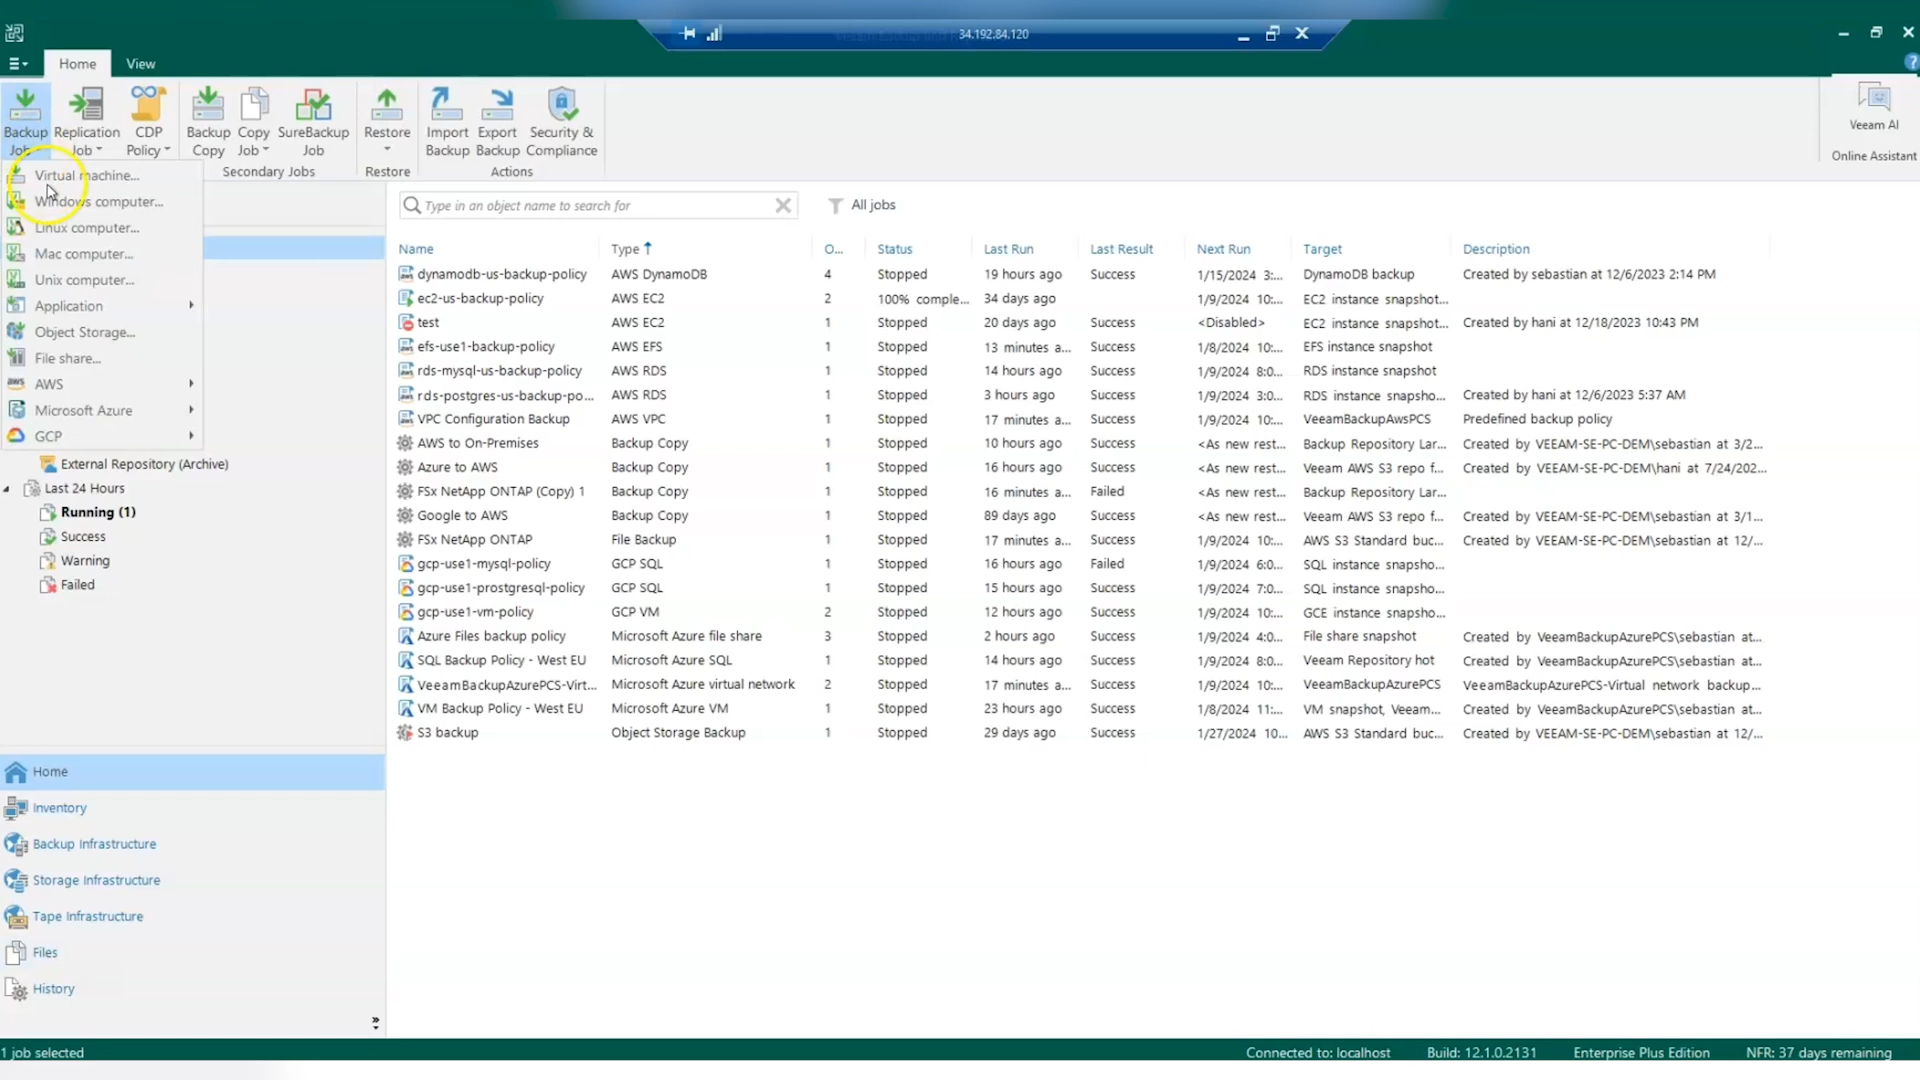 34.192.84.120
Home
View
Backup Job
Replication Job
CDP Policy
Backup Copy
Copy Job
SureBackup Job
Restore
Import Backup
Export Backup
Security & Compliance
Veeam AI
Secondary Jobs
Restore
Actions
Online Assistant
Virtual machine...
Windows computer...
Linux computer...
Mac computer...
Unix computer...
Application
Object Storage...
File share...
AWS
Microsoft Azure
GCP
External Repository (Archive)
Last 24 Hours
Running (1)
Success
Warning
Failed
Home
Inventory
Backup Infrastructure
Storage Infrastructure
Tape Infrastructure
Files
History
Type in an object name to search for
All jobs
Name Type O... Status Last Run Last Result Next Run Target Description
dynamodb-us-backup-policy AWS DynamoDB 4 Stopped 19 hours ago Success 1/15/2024 3:... DynamoDB backup Created by sebastian at 12/6/2023 2:14 PM
ec2-us-backup-policy AWS EC2 2 100% comple... 34 days ago 1/9/2024 10:... EC2 instance snapshot...
test AWS EC2 1 Stopped 20 days ago Success <Disabled> EC2 instance snapshot... Created by hani at 12/18/2023 10:43 PM
efs-use1-backup-policy AWS EFS 1 Stopped 13 minutes a... Success 1/8/2024 10:... EFS instance snapshot
rds-mysql-us-backup-policy AWS RDS 1 Stopped 14 hours ago Success 1/9/2024 8:0... RDS instance snapshot
rds-postgres-us-backup-po... AWS RDS 1 Stopped 3 hours ago Success 1/9/2024 3:0... RDS instance snapsho... Created by hani at 12/6/2023 5:37 AM
VPC Configuration Backup AWS VPC 1 Stopped 17 minutes a... Success 1/9/2024 10:... VeeamBackupAwsPCS Predefined backup policy
AWS to On-Premises Backup Copy 1 Stopped 10 hours ago Success <As new rest... Backup Repository Lar... Created by VEEAM-SE-PC-DEM\sebastian at 3/2...
Azure to AWS Backup Copy 1 Stopped 16 hours ago Success <As new rest... Veeam AWS S3 repo f... Created by VEEAM-SE-PC-DEM\hani at 7/24/202...
FSx NetApp ONTAP (Copy) 1 Backup Copy 1 Stopped 16 minutes a... Failed <As new rest... Backup Repository Lar...
Google to AWS Backup Copy 1 Stopped 89 days ago Success <As new rest... Veeam AWS S3 repo f... Created by VEEAM-SE-PC-DEM\sebastian at 3/1...
FSx NetApp ONTAP File Backup 1 Stopped 17 minutes a... Success 1/9/2024 10:... AWS S3 Standard buc... Created by VEEAM-SE-PC-DEM\sebastian at 12/...
gcp-use1-mysql-policy GCP SQL 1 Stopped 16 hours ago Failed 1/9/2024 6:0... SQL instance snapsho...
gcp-use1-prostgresql-policy GCP SQL 1 Stopped 15 hours ago Success 1/9/2024 7:0... SQL instance snapsho...
gcp-use1-vm-policy GCP VM 2 Stopped 12 hours ago Success 1/9/2024 10:... GCE instance snapsho...
Azure Files backup policy Microsoft Azure file share 3 Stopped 2 hours ago Success 1/9/2024 4:0... File share snapshot Created by VeeamBackupAzurePCS\sebastian at...
SQL Backup Policy - West EU Microsoft Azure SQL 1 Stopped 14 hours ago Success 1/9/2024 8:0... Veeam Repository hot Created by VeeamBackupAzurePCS\sebastian at...
VeeamBackupAzurePCS-Virt... Microsoft Azure virtual network 2 Stopped 17 minutes a... Success 1/9/2024 10:... VeeamBackupAzurePCS VeeamBackupAzurePCS-Virtual network backup...
VM Backup Policy - West EU Microsoft Azure VM 1 Stopped 23 hours ago Success 1/8/2024 11:... VM snapshot, Veeam... Created by VeeamBackupAzurePCS\sebastian at...
S3 backup Object Storage Backup 1 Stopped 29 days ago Success 1/27/2024 10... AWS S3 Standard buc... Created by VEEAM-SE-PC-DEM\sebastian at 12/...
1 job selected
Connected to: localhost
Build: 12.1.0.2131
Enterprise Plus Edition
NFR: 37 days remaining